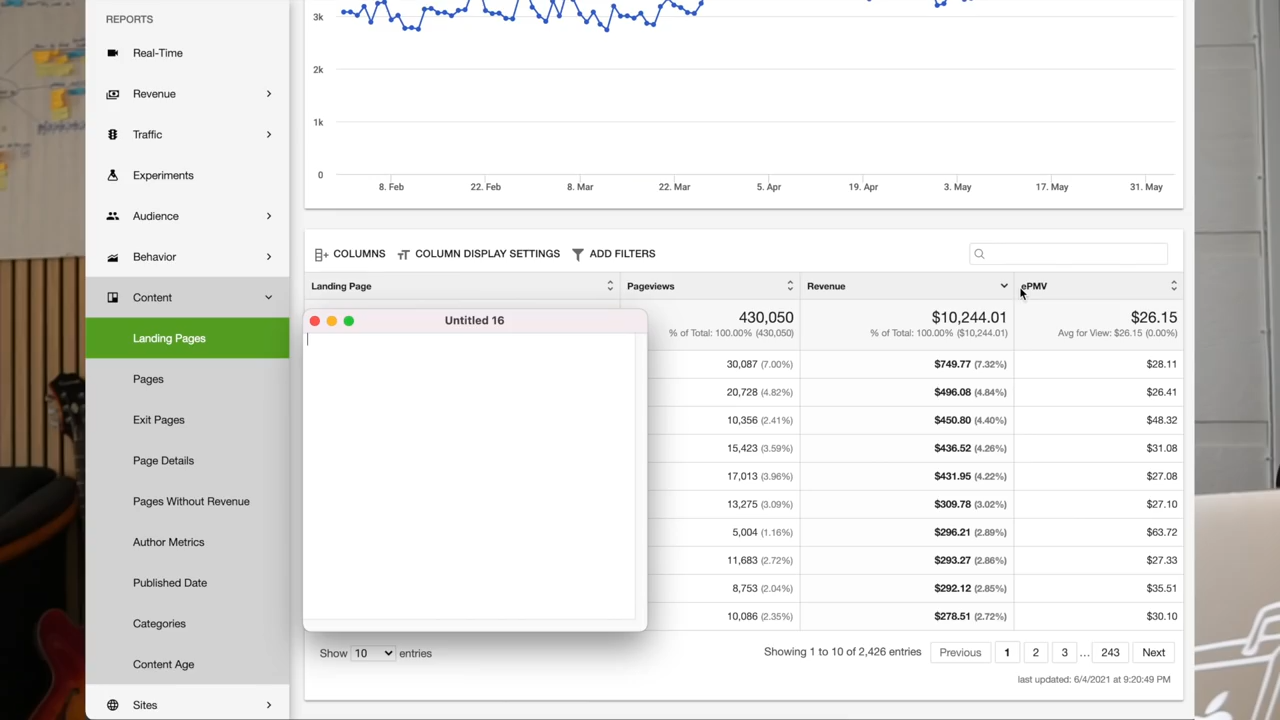 REPORTS
Real-Time
Revenue
Traffic
Experiments
Audience
Behavior
Content
Landing Pages
Pages
Exit Pages
Page Details
Pages Without Revenue
Author Metrics
Published Date
Categories
Content Age
Sites
3k
2k
1k
0
8. Feb 22. Feb 8. Mar 22. Mar 5. Apr 19. Apr 3. May 17. May 31. May
COLUMNS COLUMN DISPLAY SETTINGS ADD FILTERS
Landing Page Pageviews Revenue ePMV
Untitled 16
430,050 $10,244.01 $26.15
% of Total: 100.00% (430,050) % of Total: 100.00% ($10,244.01) Avg for View: $26.15 (0.00%)
30,087 (7.00%) $749.77 (7.32%) $28.11
20,728 (4.82%) $496.08 (4.84%) $26.41
10,356 (2.41%) $450.80 (4.40%) $48.32
15,423 (3.59%) $436.52 (4.26%) $31.08
17,013 (3.96%) $431.95 (4.22%) $27.08
13,275 (3.09%) $309.78 (3.02%) $27.10
5,004 (1.16%) $296.21 (2.89%) $63.72
11,683 (2.72%) $293.27 (2.86%) $27.33
8,753 (2.04%) $292.12 (2.85%) $35.51
10,086 (2.35%) $278.51 (2.72%) $30.10
Show 10 entries Showing 1 to 10 of 2,426 entries Previous 1 2 3 ... 243 Next
last updated: 6/4/2021 at 9:20:49 PM